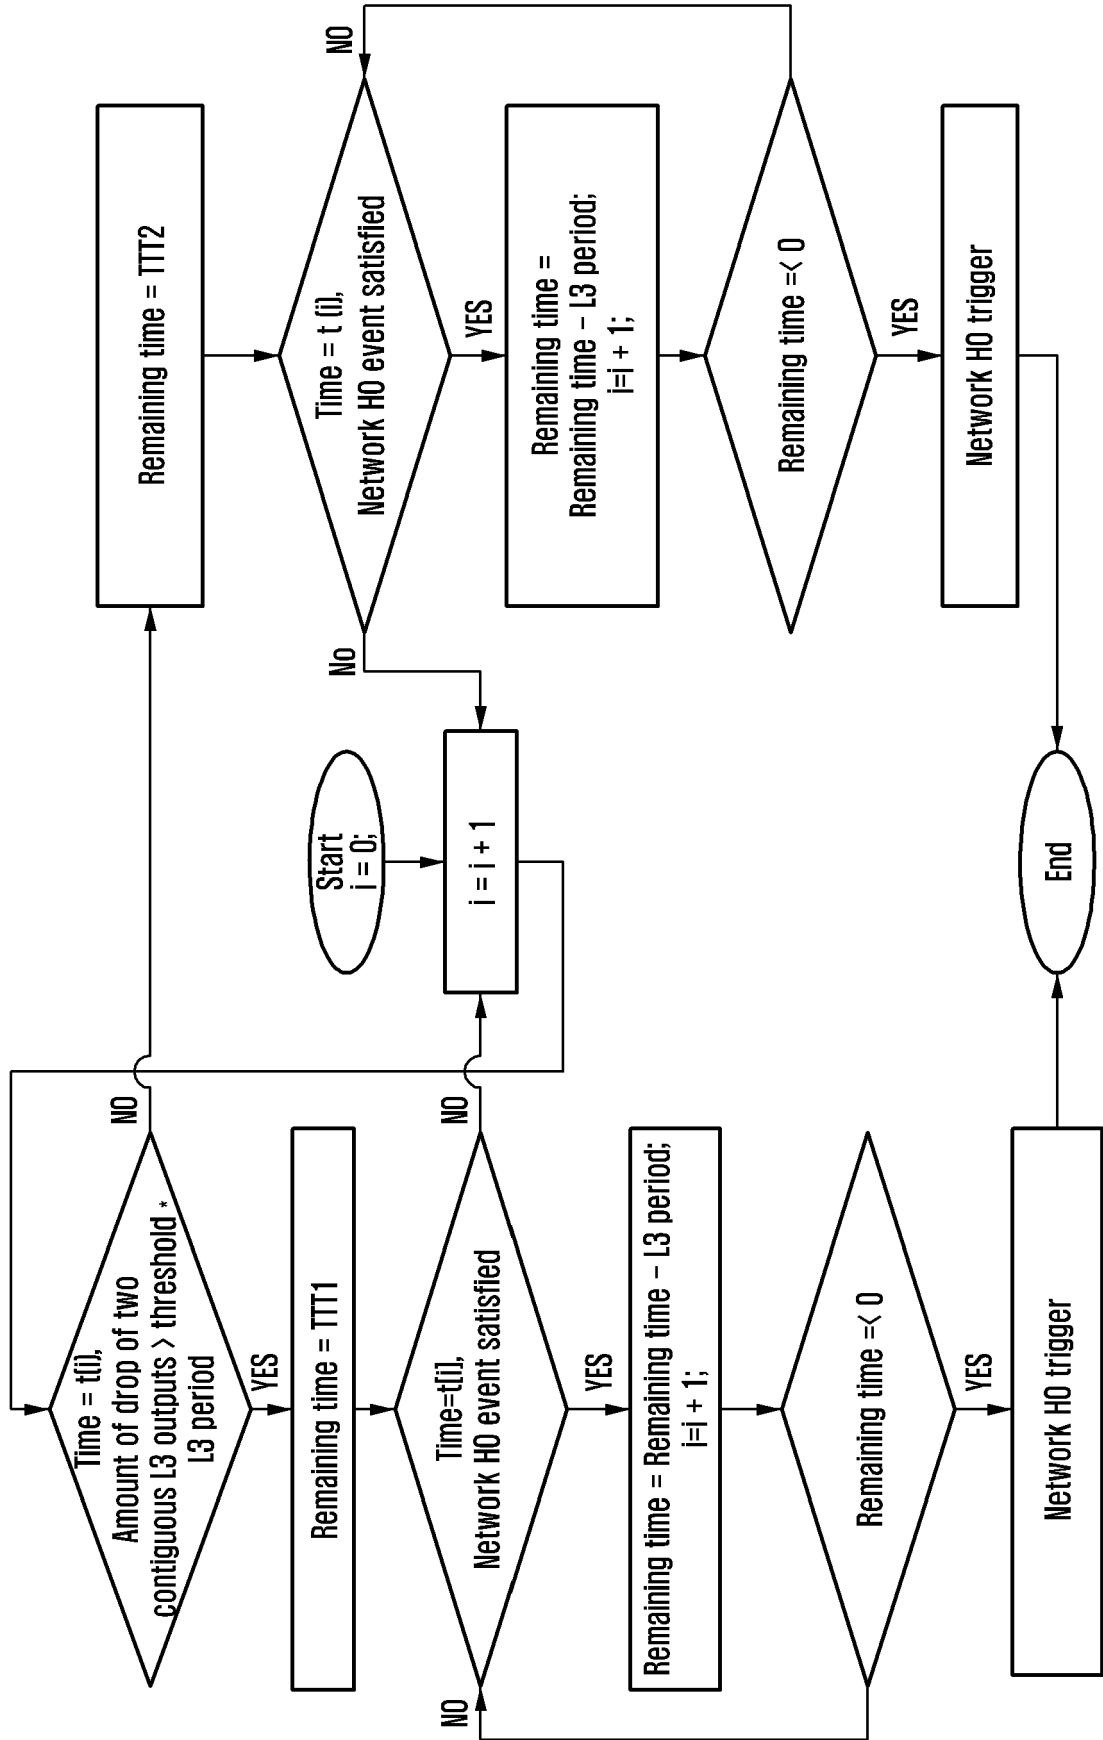 Start
i = 0;
i = i + 1
Time = t(i),
Amount of drop of two
contiguous L3 outputs > threshold *
L3 period
NO
YES
Remaining time = TTT1
Time=t[i],
Network HO event satisfied
NO
YES
Remaining time = Remaining time – L3 period;
i=i + 1;
Remaining time =< 0
NO
YES
Network HO trigger
Remaining time = TTT2
Time = t (i),
Network HO event satisfied
No
YES
Remaining time =
Remaining time – L3 period;
i=i + 1;
Remaining time =< 0
NO
YES
Network HO trigger
End